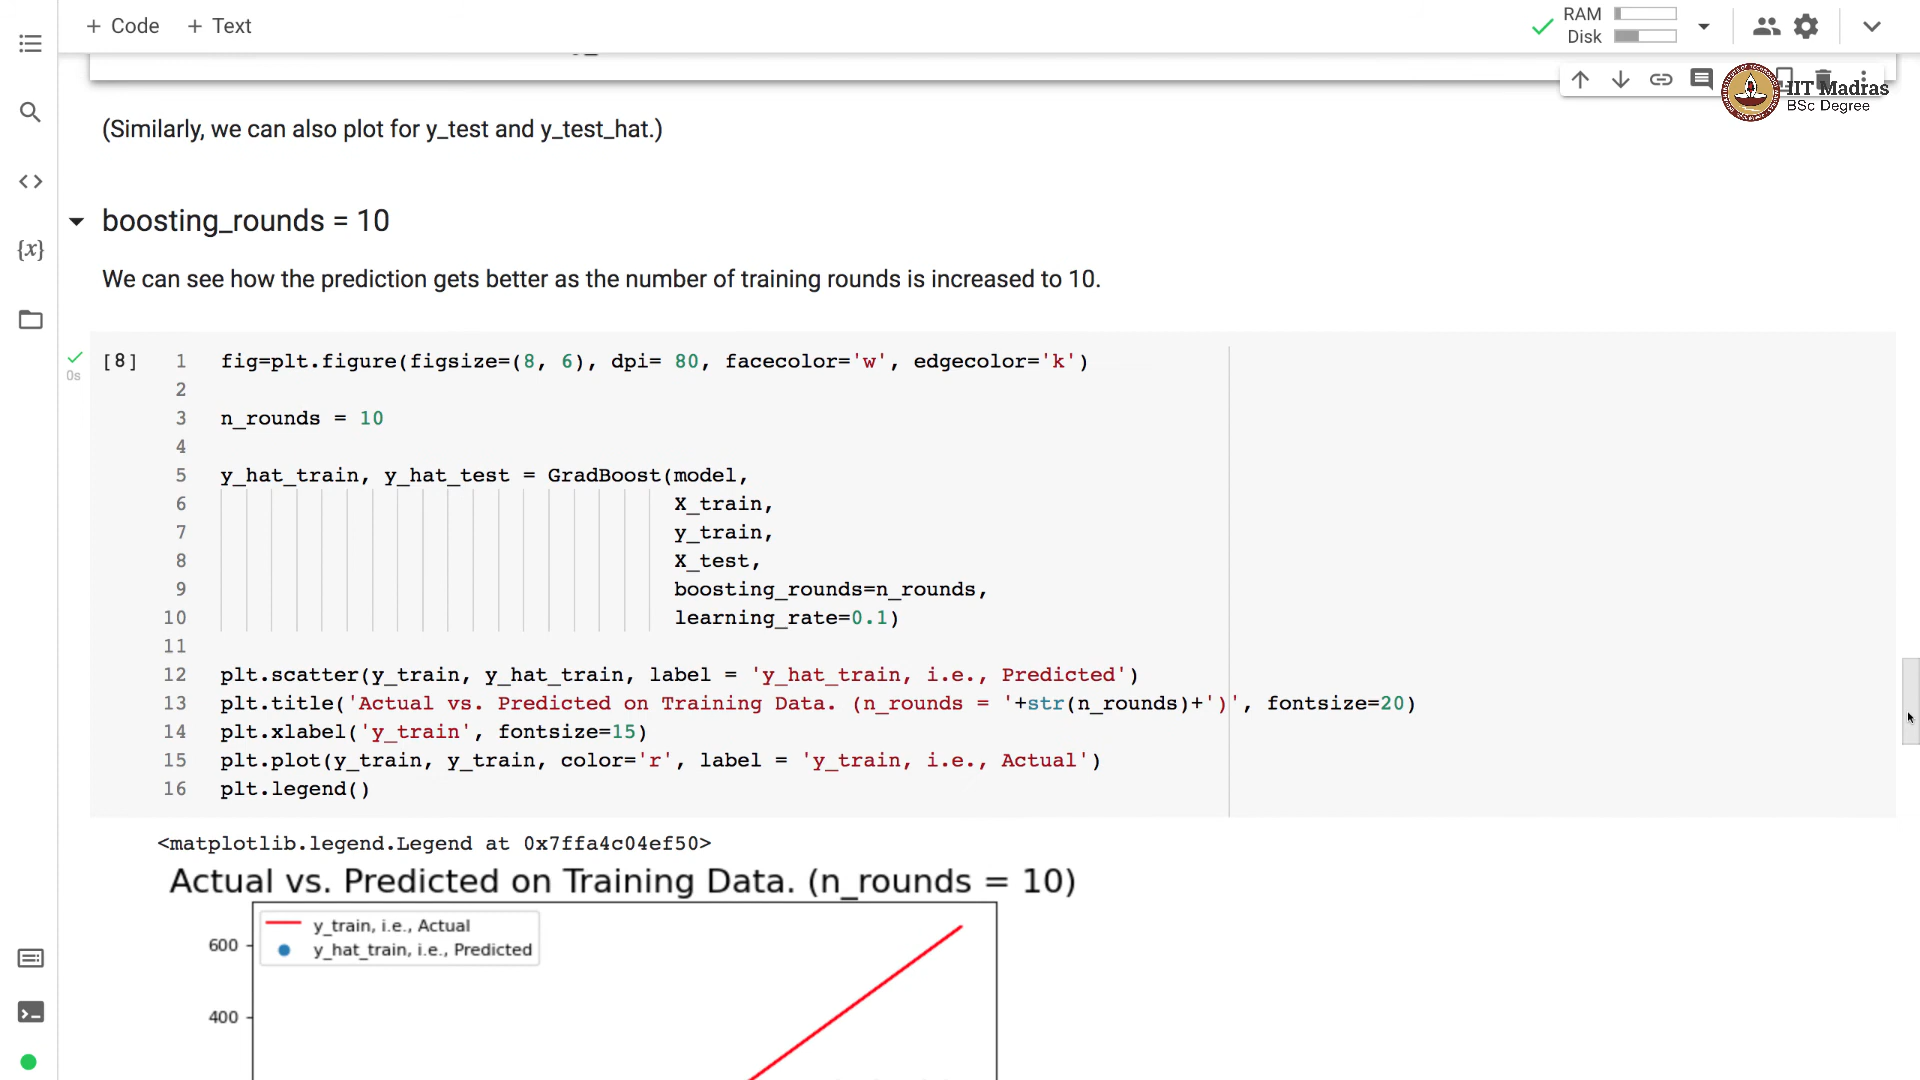 + Code + Text
RAM
Disk
IIT Madras
BSc Degree
(Similarly, we can also plot for y_test and y_test_hat.)
boosting_rounds = 10
{x}
We can see how the prediction gets better as the number of training rounds is increased to 10.
0s
[8]
1 fig=plt.figure(figsize=(8, 6), dpi= 80, facecolor='w', edgecolor='k')
2
3 n_rounds = 10
4
5 y_hat_train, y_hat_test = GradBoost(model,
6 X_train,
7 y_train,
8 X_test,
9 boosting_rounds=n_rounds,
10 learning_rate=0.1)
11
12 plt.scatter(y_train, y_hat_train, label = 'y_hat_train, i.e., Predicted')
13 plt.title('Actual vs. Predicted on Training Data. (n_rounds = '+str(n_rounds)+')', fontsize=20)
14 plt.xlabel('y_train', fontsize=15)
15 plt.plot(y_train, y_train, color='r', label = 'y_train, i.e., Actual')
16 plt.legend()
<matplotlib.legend.Legend at 0x7ffa4c04ef50>
Actual vs. Predicted on Training Data. (n_rounds = 10)
y_train, i.e., Actual
y_hat_train, i.e., Predicted
600
400